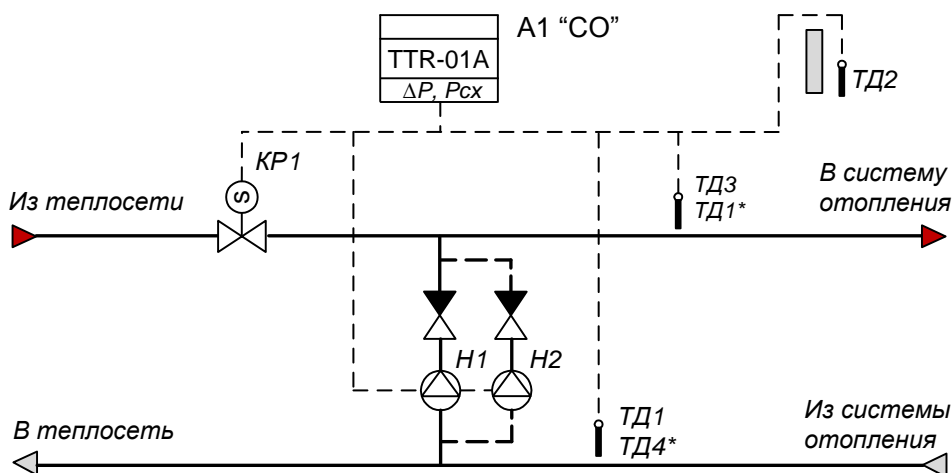 А1 “СО”
TTR-01A
ΔP, Pсх
ТД2
КР1
Из теплосети
ТД3
ТД1*
В систему
отопления
S
Н1
Н2
В теплосеть
ТД1
ТД4*
Из системы
отопления